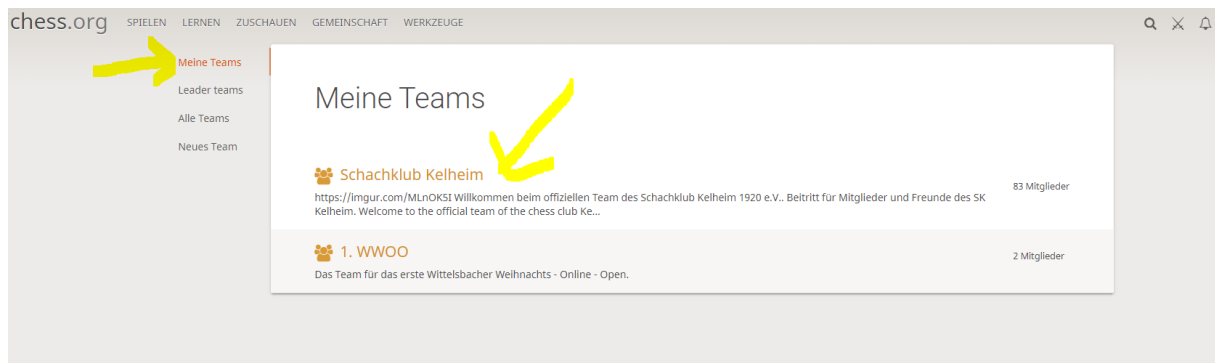 chess.org SPIELEN LERNEN ZUSCHAUEN GEMEINSCHAFT WERKZEUGE
Meine Teams
Leader teams
Alle Teams
Neues Team
Meine Teams
Schachklub Kelheim
https://imgur.com/MLnOK5I Willkommen beim offiziellen Team des Schachklub Kelheim 1920 e.V.. Beitritt für Mitglieder und Freunde des SK
Kelheim. Welcome to the official team of the chess club Ke...
83 Mitglieder
1. WWOO
Das Team für das erste Wittelsbacher Weihnachts - Online - Open.
2 Mitglieder